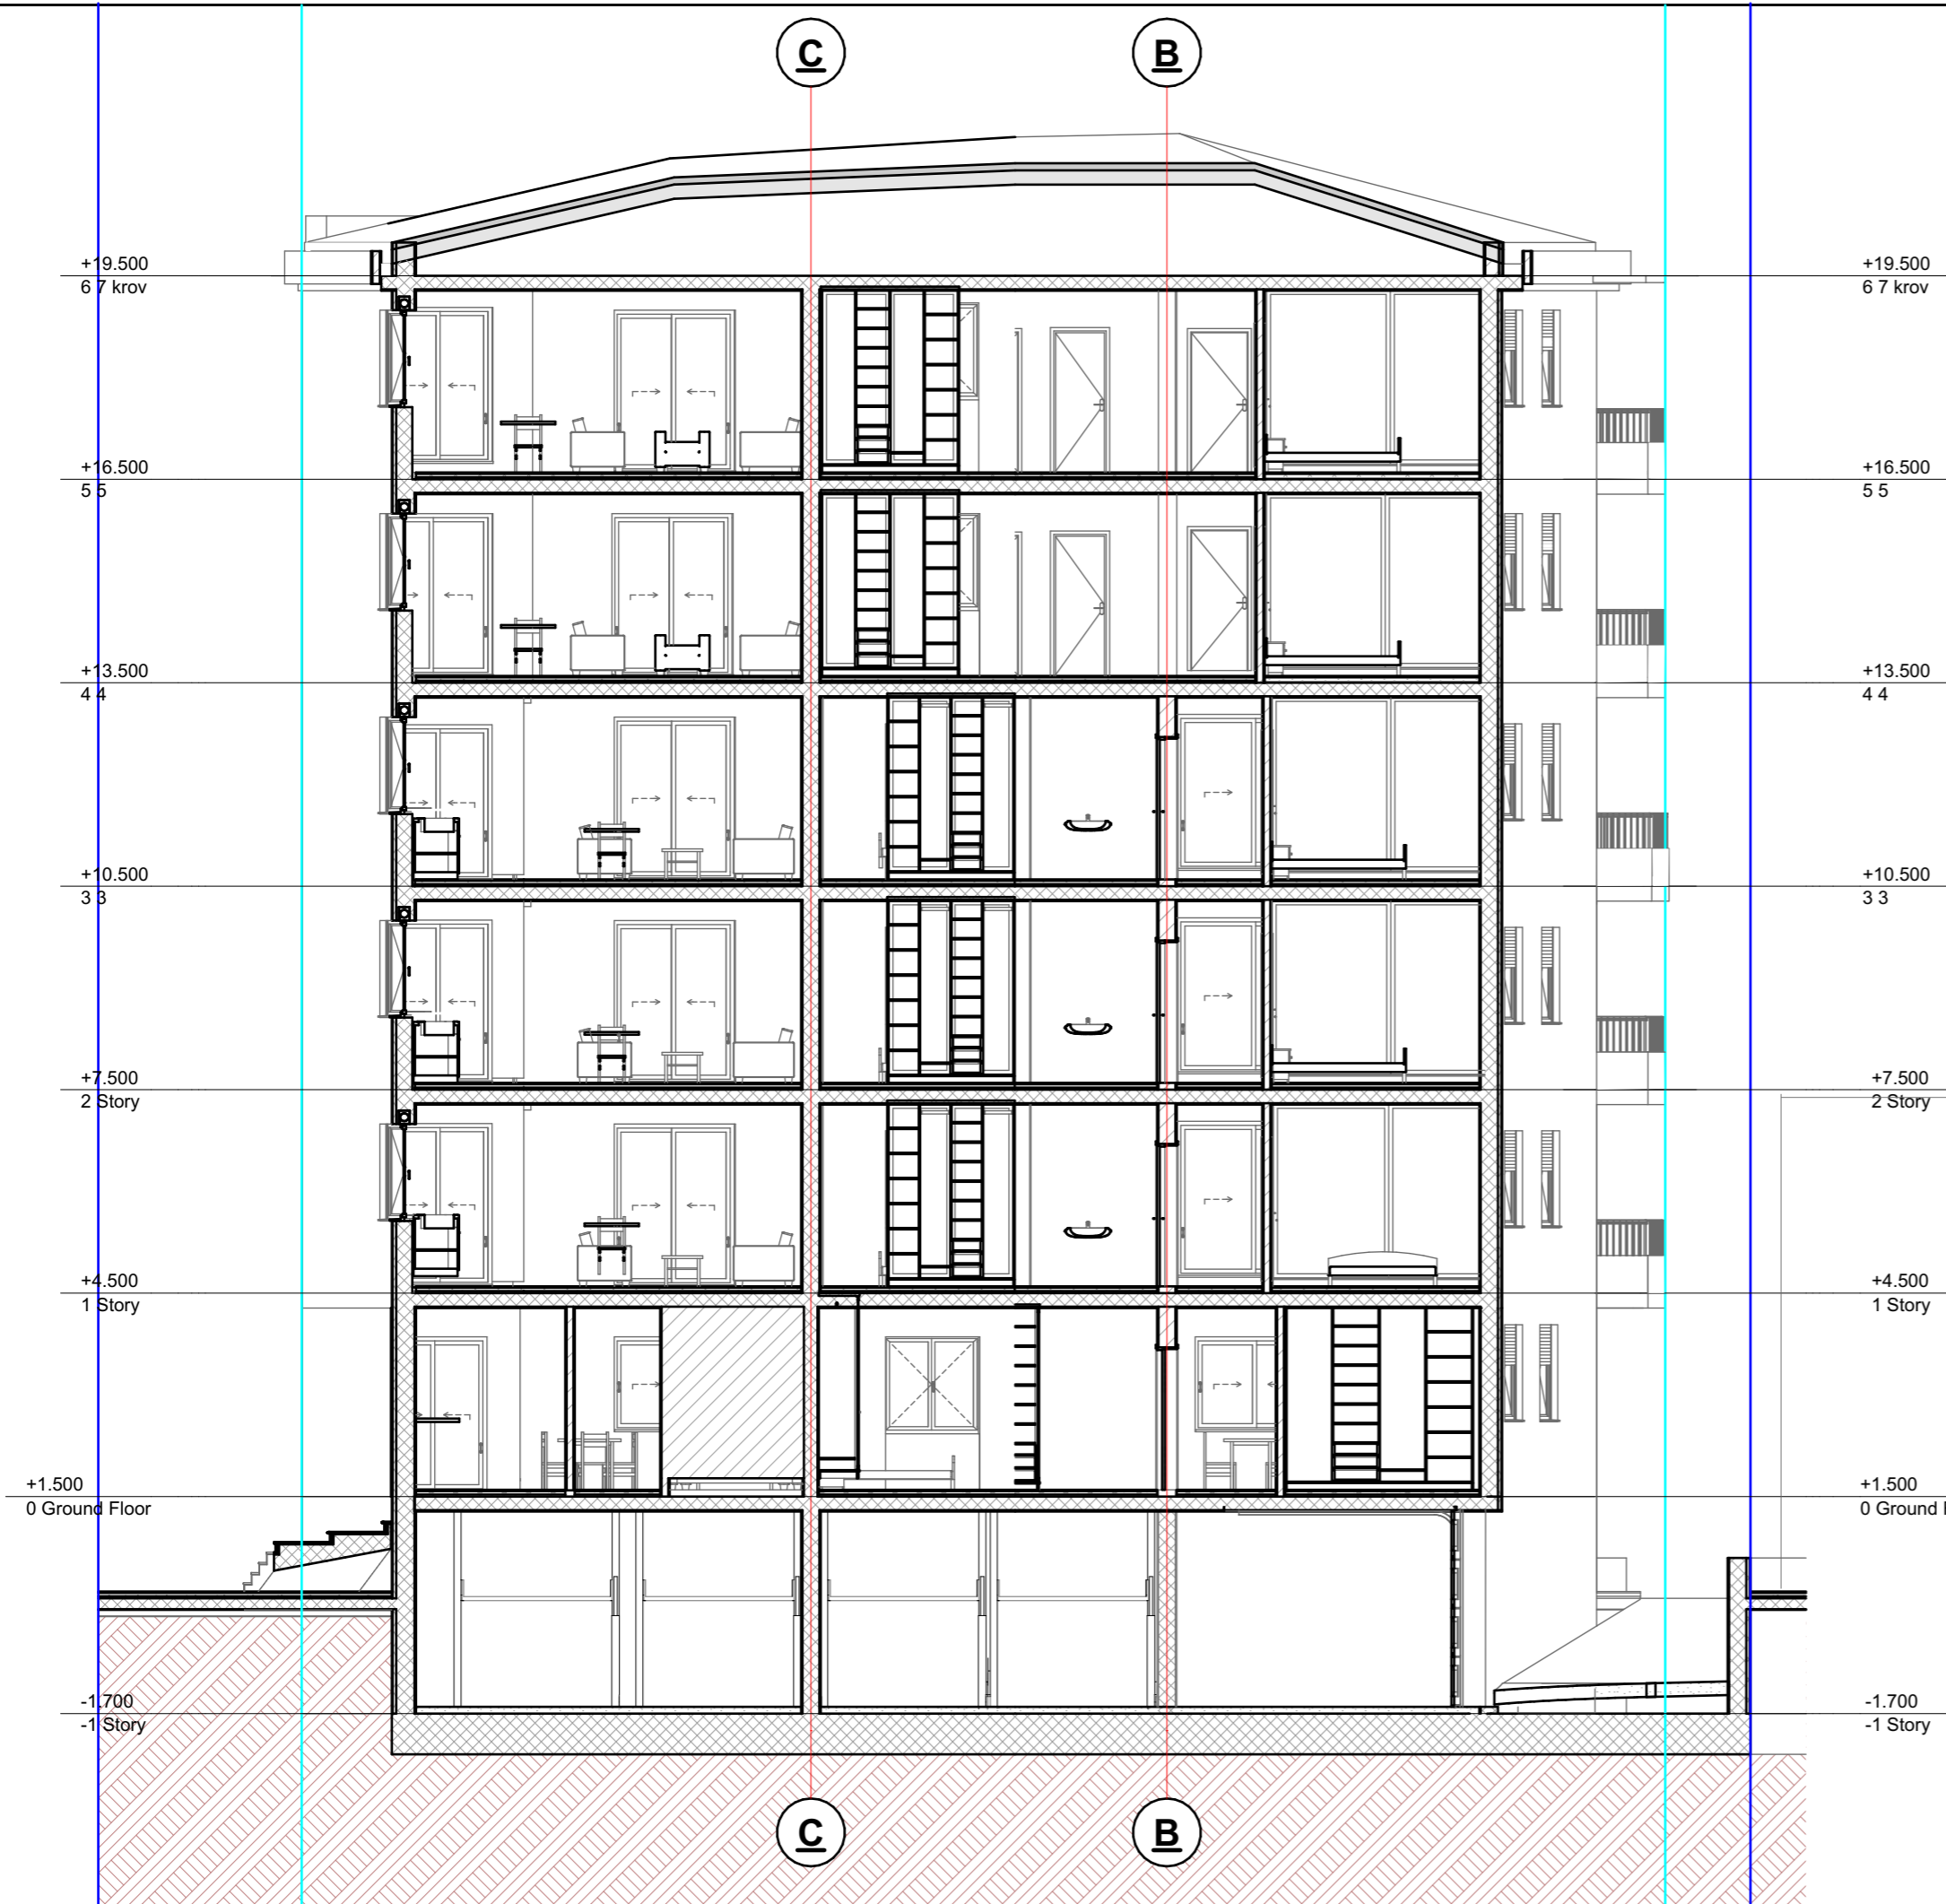 C B
+19.500 +19.500
6 7 krov 6 7 krov
+16.500 +16.500
5 5 5 5
+13.500 +13.500
4 4 4 4
+10.500 +10.500
3 3 3 3
+7.500 +7.500
2 Story 2 Story
+4.500 +4.500
1 Story 1 Story
+1.500 +1.500
0 Ground Floor 0 Ground
-1.700 -1.700
-1 Story -1 Story
C B